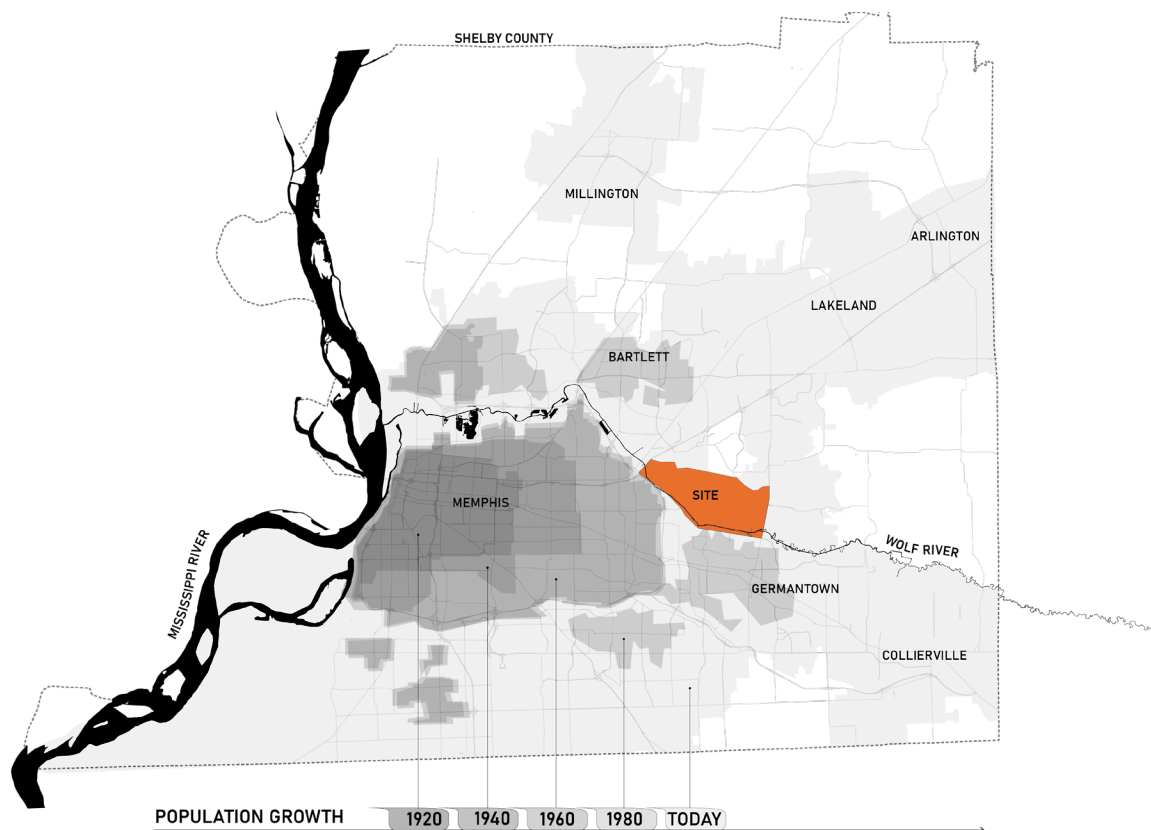 SHELBY COUNTY
MILLINGTON
ARLINGTON
LAKELAND
BARTLETT
SITE
MEMPHIS
WOLF RIVER
MISSISSIPPI RIVER
GERMANTOWN
COLLIERVILLE
POPULATION GROWTH 1920 1940 1960 1980 TODAY